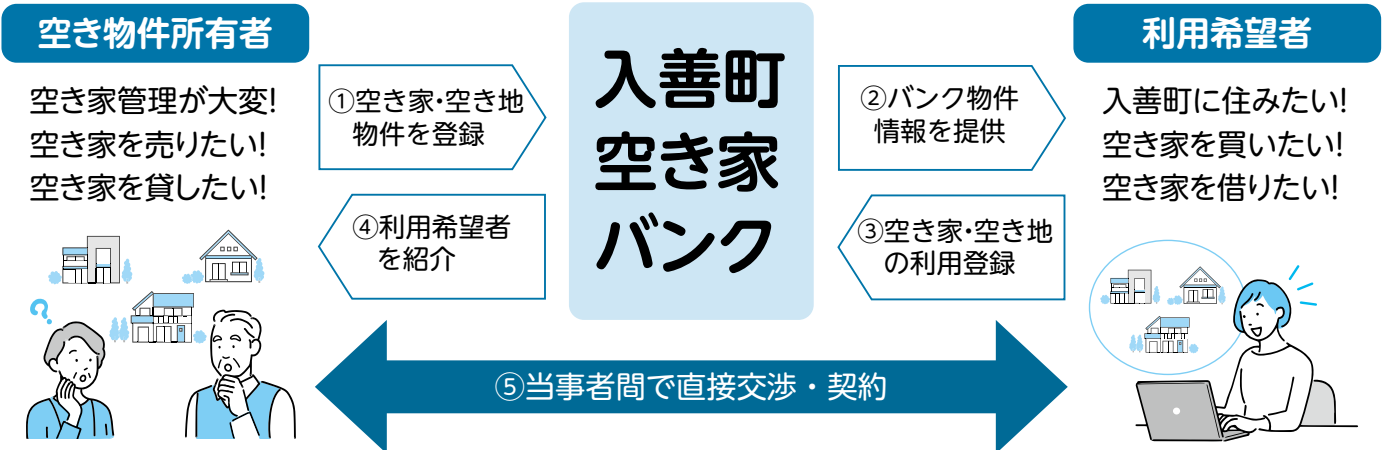 空き物件所有者
空き家管理が大変!
空き家を売りたい!
空き家を貸したい!
①空き家・空き地
物件を登録
④利用希望者
を紹介
入善町
空き家
バンク
②バンク物件
情報を提供
③空き家・空き地
の利用登録
利用希望者
入善町に住みたい!
空き家を買いたい!
空き家を借りたい!
?
⑤当事者間で直接交渉・契約